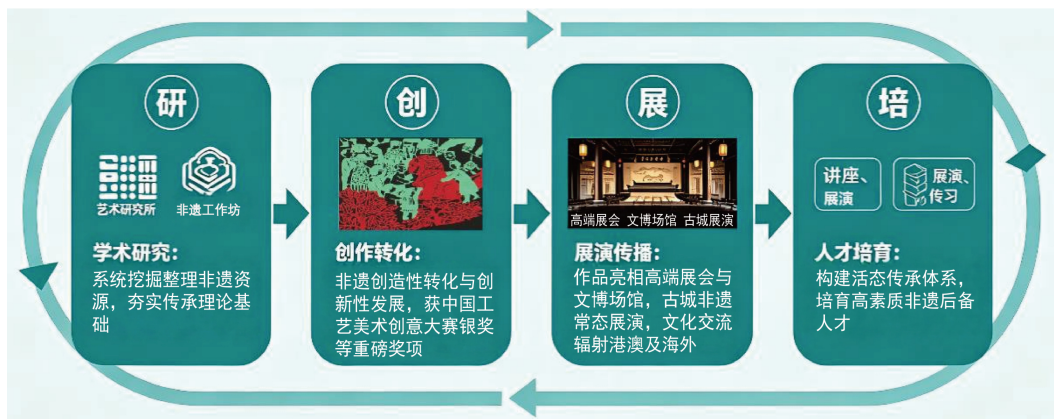 研
艺术研究所
非遗工作坊
学术研究：
系统挖掘整理非遗资
源，夯实传承理论基
础
创
创作转化：
非遗创造性转化与创
新性发展，获中国工
艺美术创意大赛银奖
等重磅奖项
展
高端展会 文博场馆 古城展演
展演传播：
作品亮相高端展会与
文博场馆，古城非遗
常态展演，文化交流
辐射港澳及海外
培
讲座、
展演
展演、
传习
人才培育：
构建活态传承体系，
培育高素质非遗后备
人才